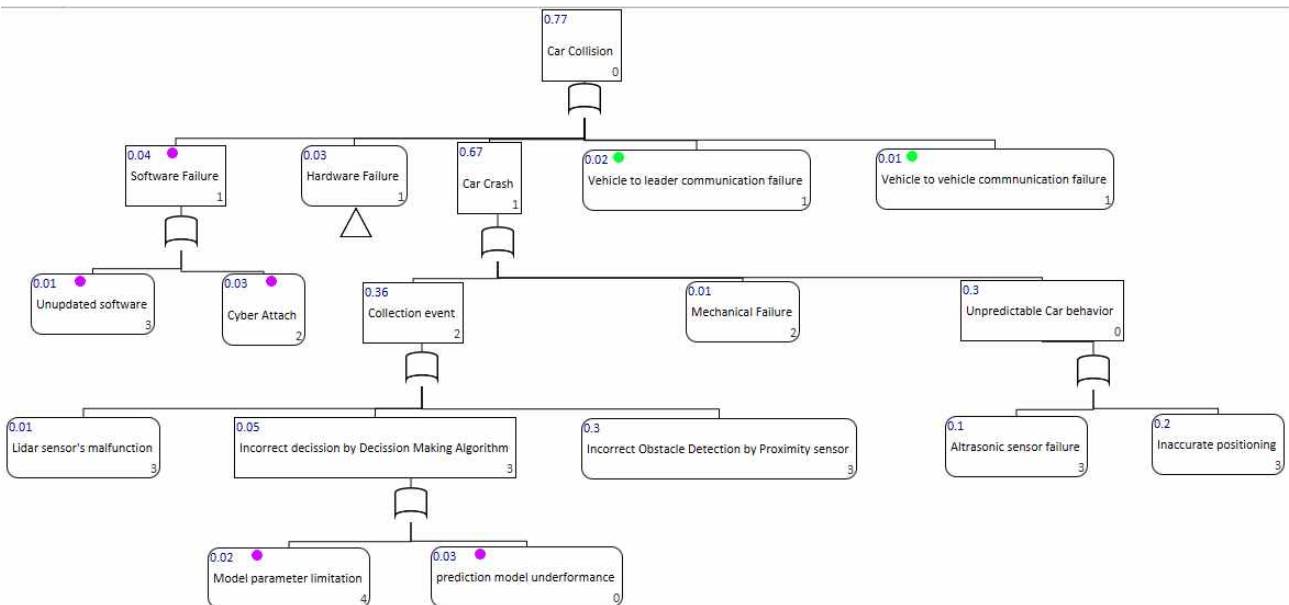 0.77
Car Collision
0
0.04
Software Failure
1
0.03
Hardware Failure
1
0.67
Car Crash
1
0.02
Vehicle to leader communication failure
1
0.01
Vehicle to vehicle commnunication failure
1
0.01
Unupdated software
3
0.03
Cyber Attach
2
0.36
Collection event
2
0.01
Mechanical Failure
2
0.3
Unpredictable Car behavior
0
0.01
Lidar sensor's malfunction
3
0.05
Incorrect decission by Decission Making Algorithm
3
0.3
Incorrect Obstacle Detection by Proximity sensor
3
0.1
Altrasonic sensor failure
3
0.2
Inaccurate positioning
3
0.02
Model parameter limitation
4
0.03
prediction model underformance
0